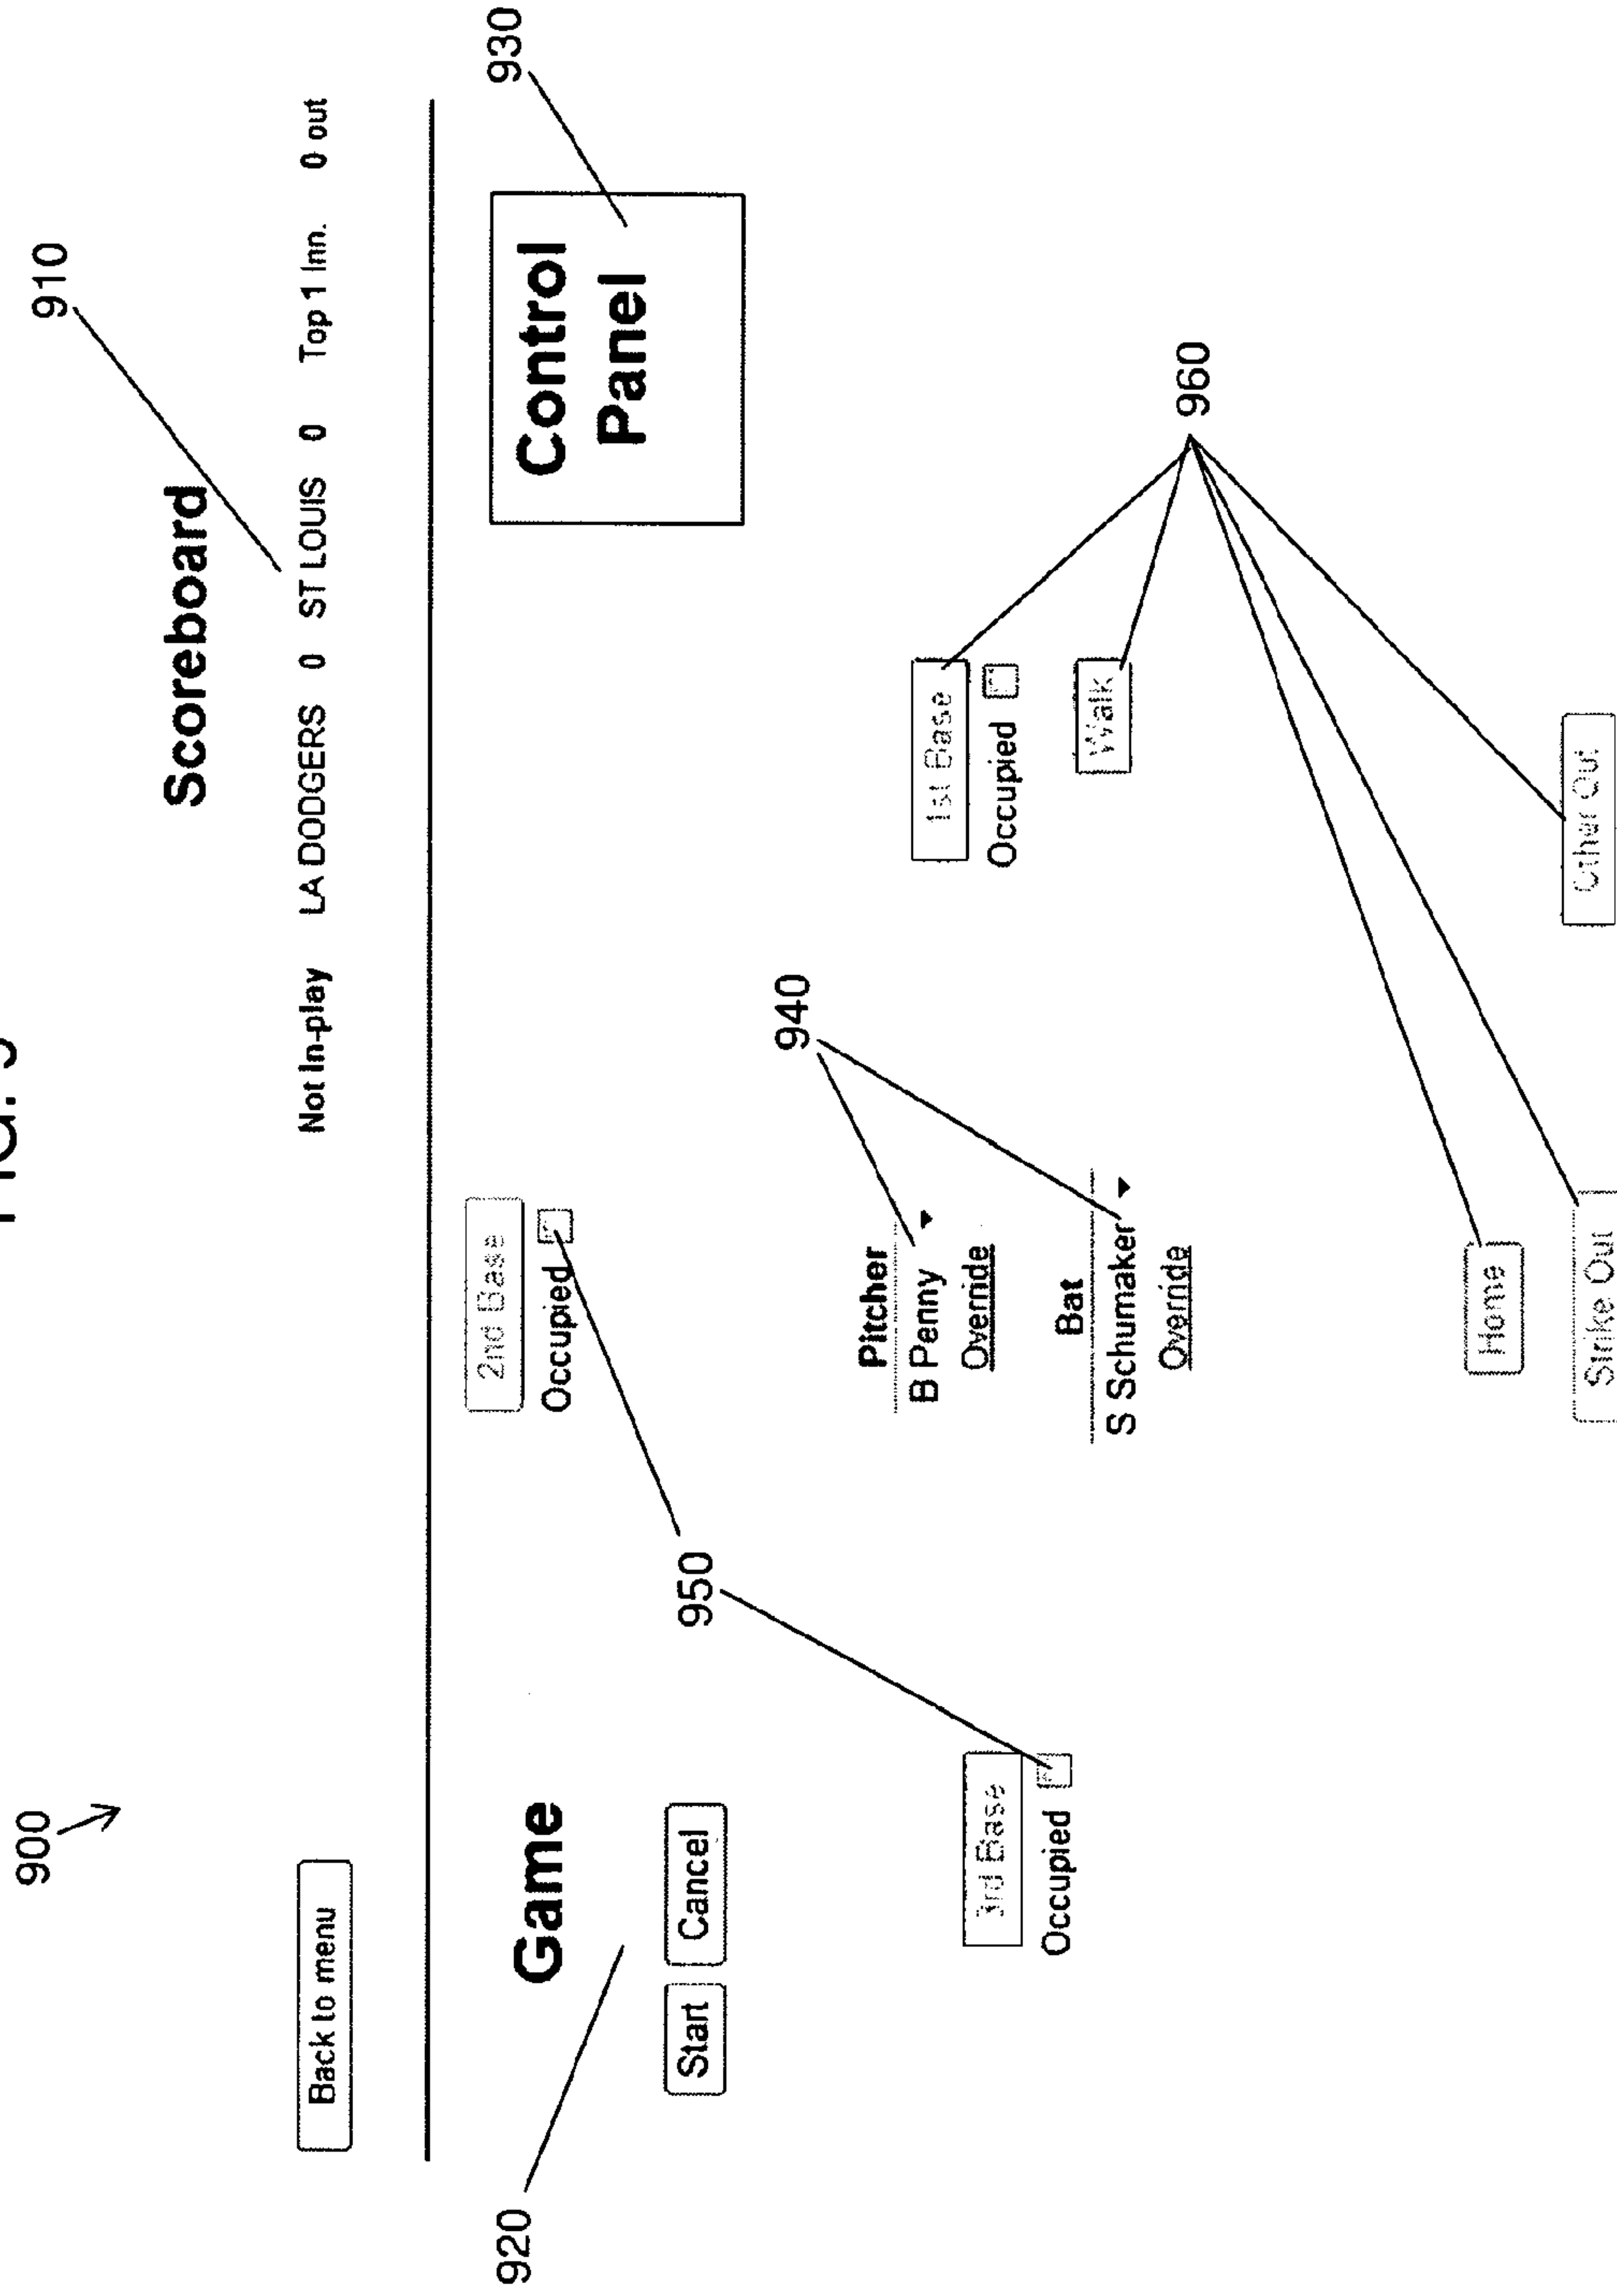 900
910
Scoreboard
Back to menu
Not In-play LA DODGERS 0 ST LOUIS 0 Top 1 Inn. 0 out
920
930
Game
2nd Base
Occupied
Control
Panel
Start
Cancel
950
940
Pitcher
B Penny
Override
1st Base
Occupied
3rd Base
Occupied
Bat
S Schumaker
Override
Walk
960
Home
Strike Out
Other Out